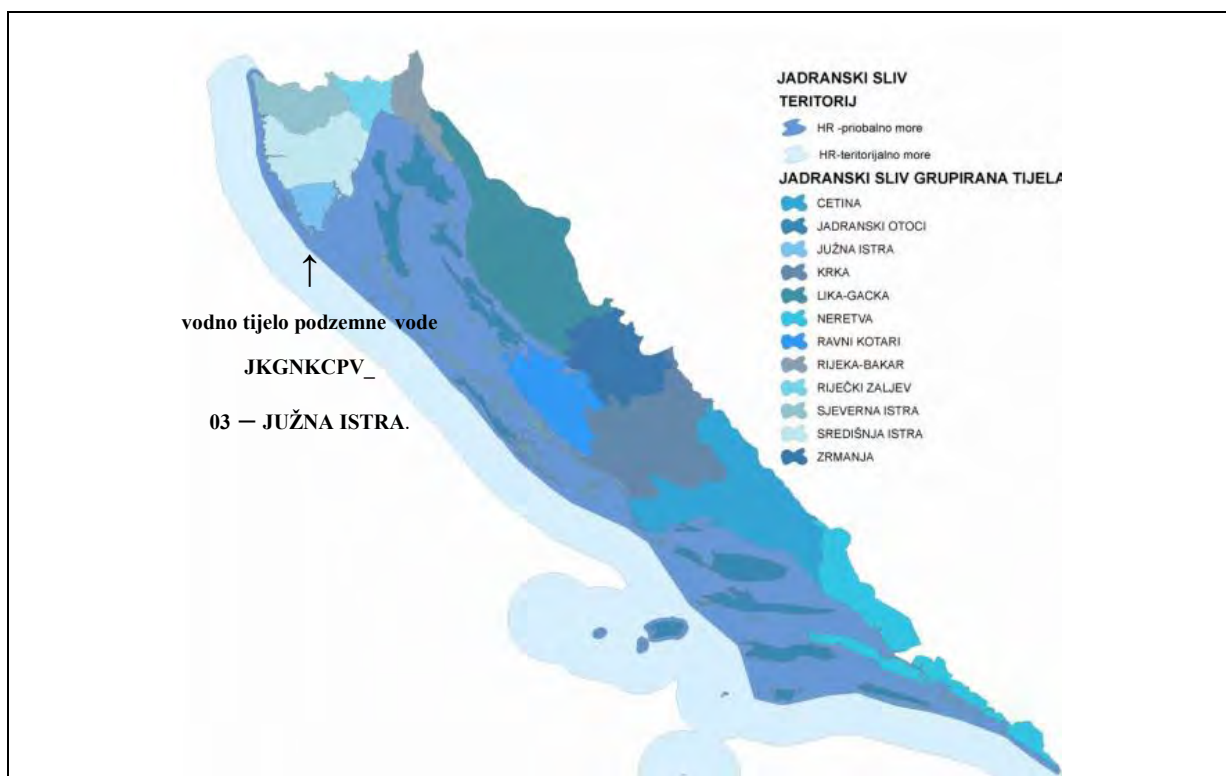 JADRANSKI SLIV
TERITORIJ
HR -priobalno more
HR-teritorijalno more
JADRANSKI SLIV GRUPIRANA TIJELA
CETINA
JADRANSKI OTOCI
JUŽNA ISTRA
KRKA
LIKA-GACKA
NERETVA
RAVNI KOTARI
RIJEKA-BAKAR
RIJEČKI ZALJEV
SJEVERNA ISTRA
SREDIŠNJA ISTRA
ZRMANJA
↑
vodno tijelo podzemne vode
JKGNKCPV_
03 — JUŽNA ISTRA.